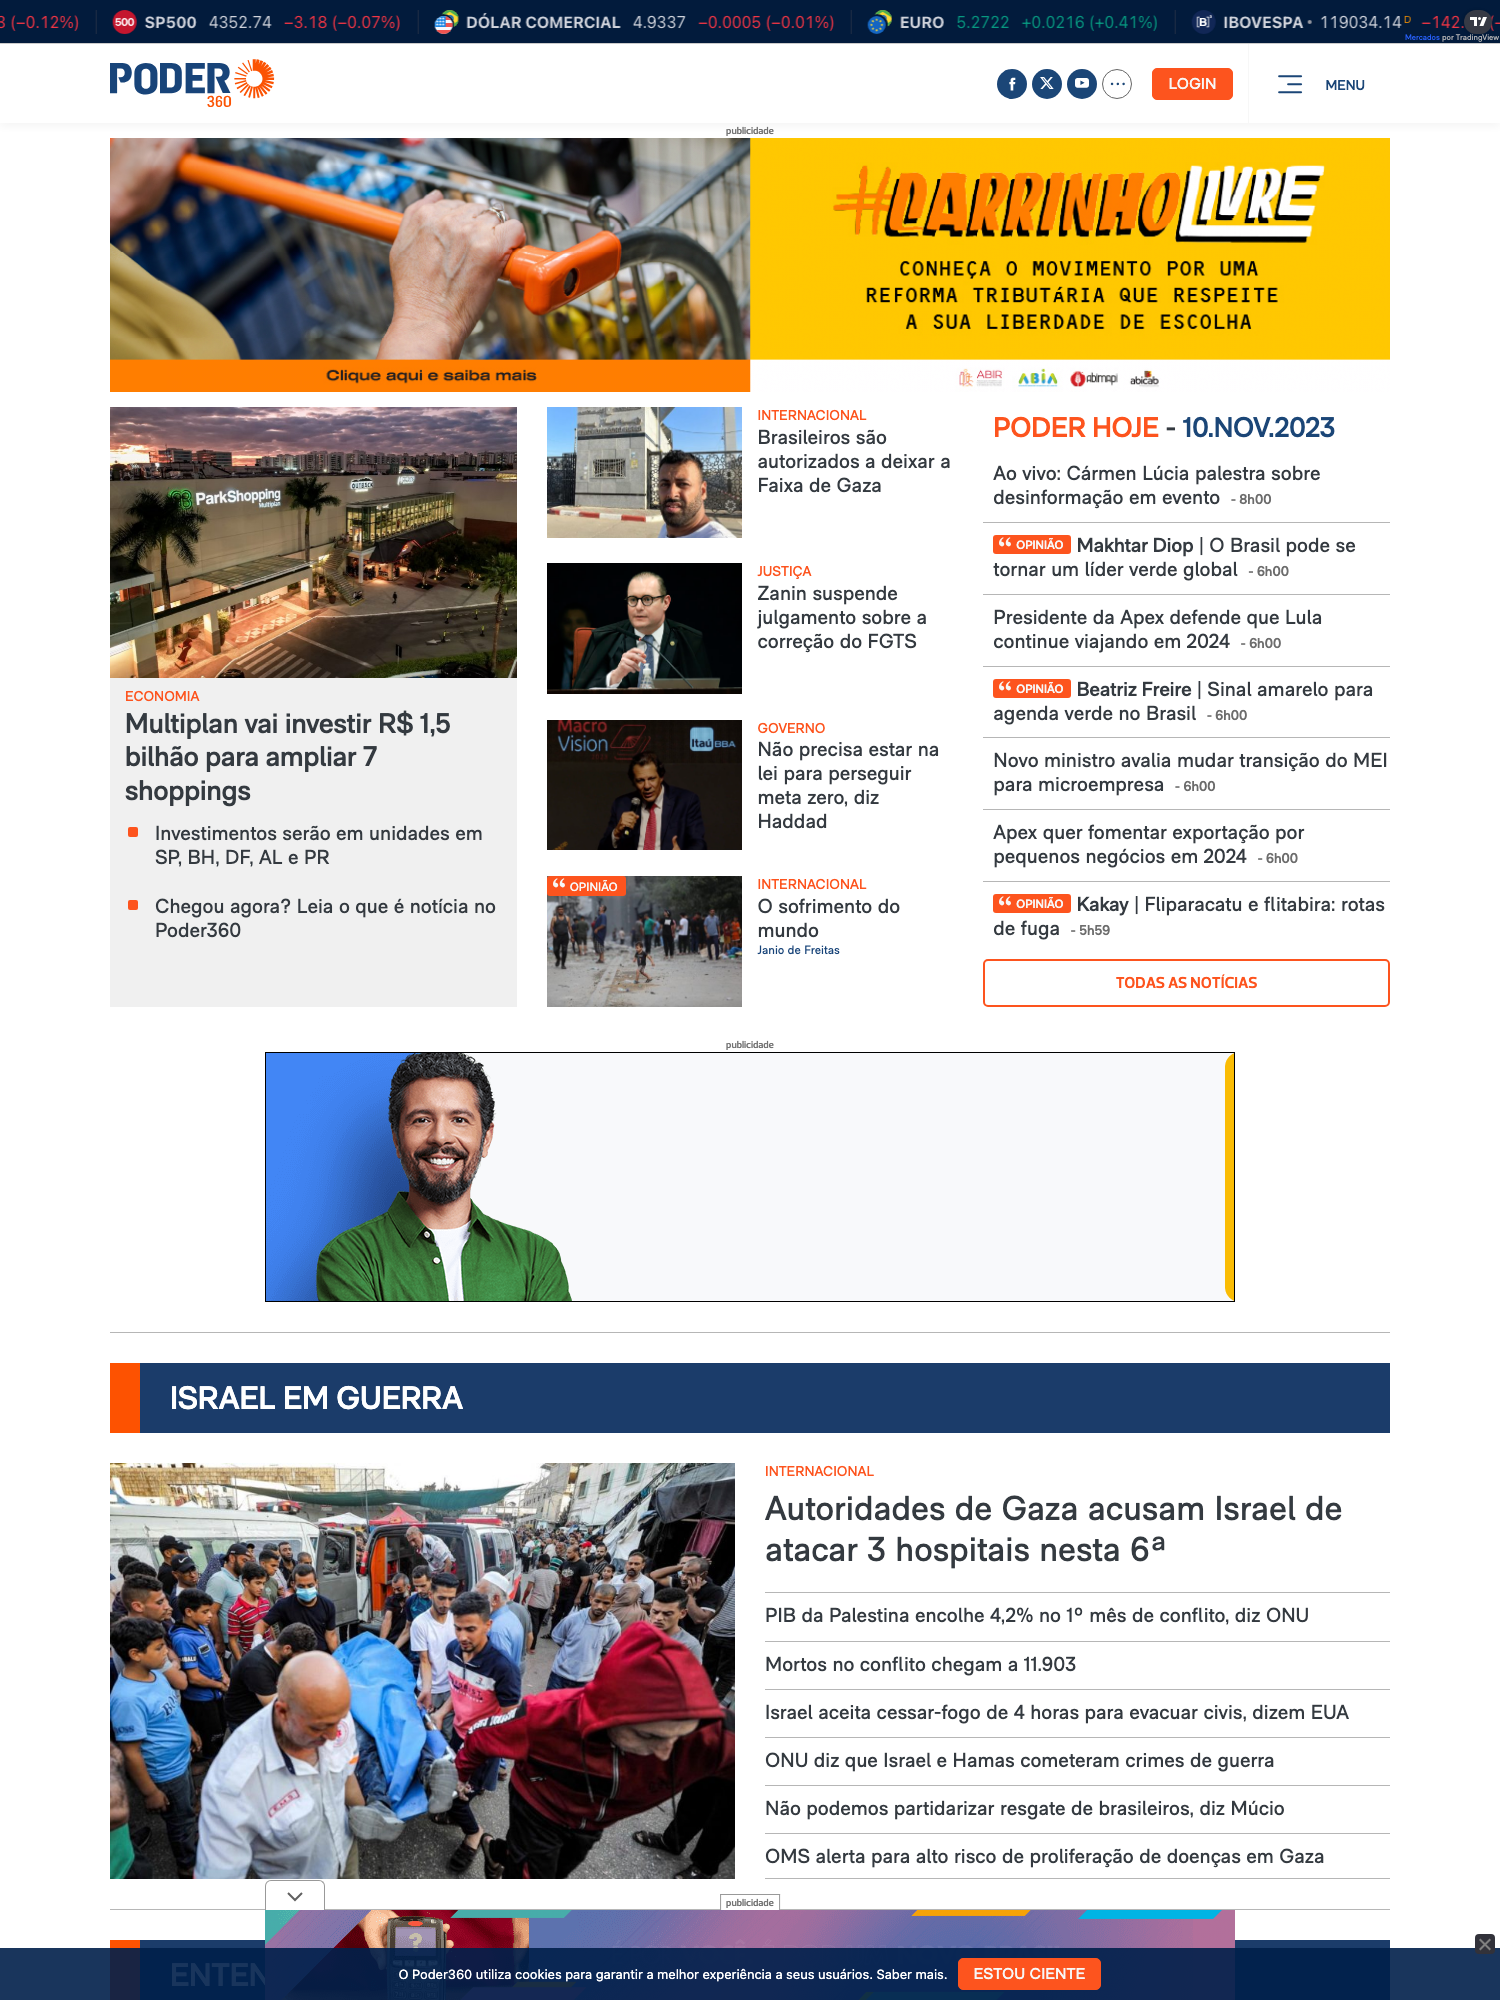 (−0.12%)
SP500 4352.74 −3.18 (−0.07%)
DÓLAR COMERCIAL 4.9337 −0.0005 (−0.01%)
EURO 5.2722 +0.0216 (+0.41%)
IBOVESPA • 119034.14 D −142.
Mercados por TradingView
PODER
360
LOGIN
MENU
publicidade
#CARRINHOLIVRE
CONHEÇA O MOVIMENTO POR UMA
REFORMA TRIBUTÁRIA QUE RESPEITE
A SUA LIBERDADE DE ESCOLHA
Clique aqui e saiba mais
ABIR
ABIA
abimapi
abicab
ParkShopping
Multiplan
OUTBACK
ECONOMIA
Multiplan vai investir R$ 1,5
bilhão para ampliar 7
shoppings
Investimentos serão em unidades em
SP, BH, DF, AL e PR
Chegou agora? Leia o que é notícia no
Poder360
INTERNACIONAL
Brasileiros são
autorizados a deixar a
Faixa de Gaza
JUSTIÇA
Zanin suspende
julgamento sobre a
correção do FGTS
Macro
Vision
Itaú BBA
GOVERNO
Não precisa estar na
lei para perseguir
meta zero, diz
Haddad
OPINIÃO
INTERNACIONAL
O sofrimento do
mundo
Janio de Freitas
PODER HOJE - 10.NOV.2023
Ao vivo: Cármen Lúcia palestra sobre
desinformação em evento - 8h00
OPINIÃO Makhtar Diop | O Brasil pode se
tornar um líder verde global - 6h00
Presidente da Apex defende que Lula
continue viajando em 2024 - 6h00
OPINIÃO Beatriz Freire | Sinal amarelo para
agenda verde no Brasil - 6h00
Novo ministro avalia mudar transição do MEI
para microempresa - 6h00
Apex quer fomentar exportação por
pequenos negócios em 2024 - 6h00
OPINIÃO Kakay | Fliparacatu e flitabira: rotas
de fuga - 5h59
TODAS AS NOTÍCIAS
publicidade
ISRAEL EM GUERRA
INTERNACIONAL
Autoridades de Gaza acusam Israel de
atacar 3 hospitais nesta 6ª
PIB da Palestina encolhe 4,2% no 1º mês de conflito, diz ONU
Mortos no conflito chegam a 11.903
Israel aceita cessar-fogo de 4 horas para evacuar civis, dizem EUA
ONU diz que Israel e Hamas cometeram crimes de guerra
Não podemos partidarizar resgate de brasileiros, diz Múcio
OMS alerta para alto risco de proliferação de doenças em Gaza
publicidade
?
ENTEN
O Poder360 utiliza cookies para garantir a melhor experiência a seus usuários. Saber mais.
ESTOU CIENTE